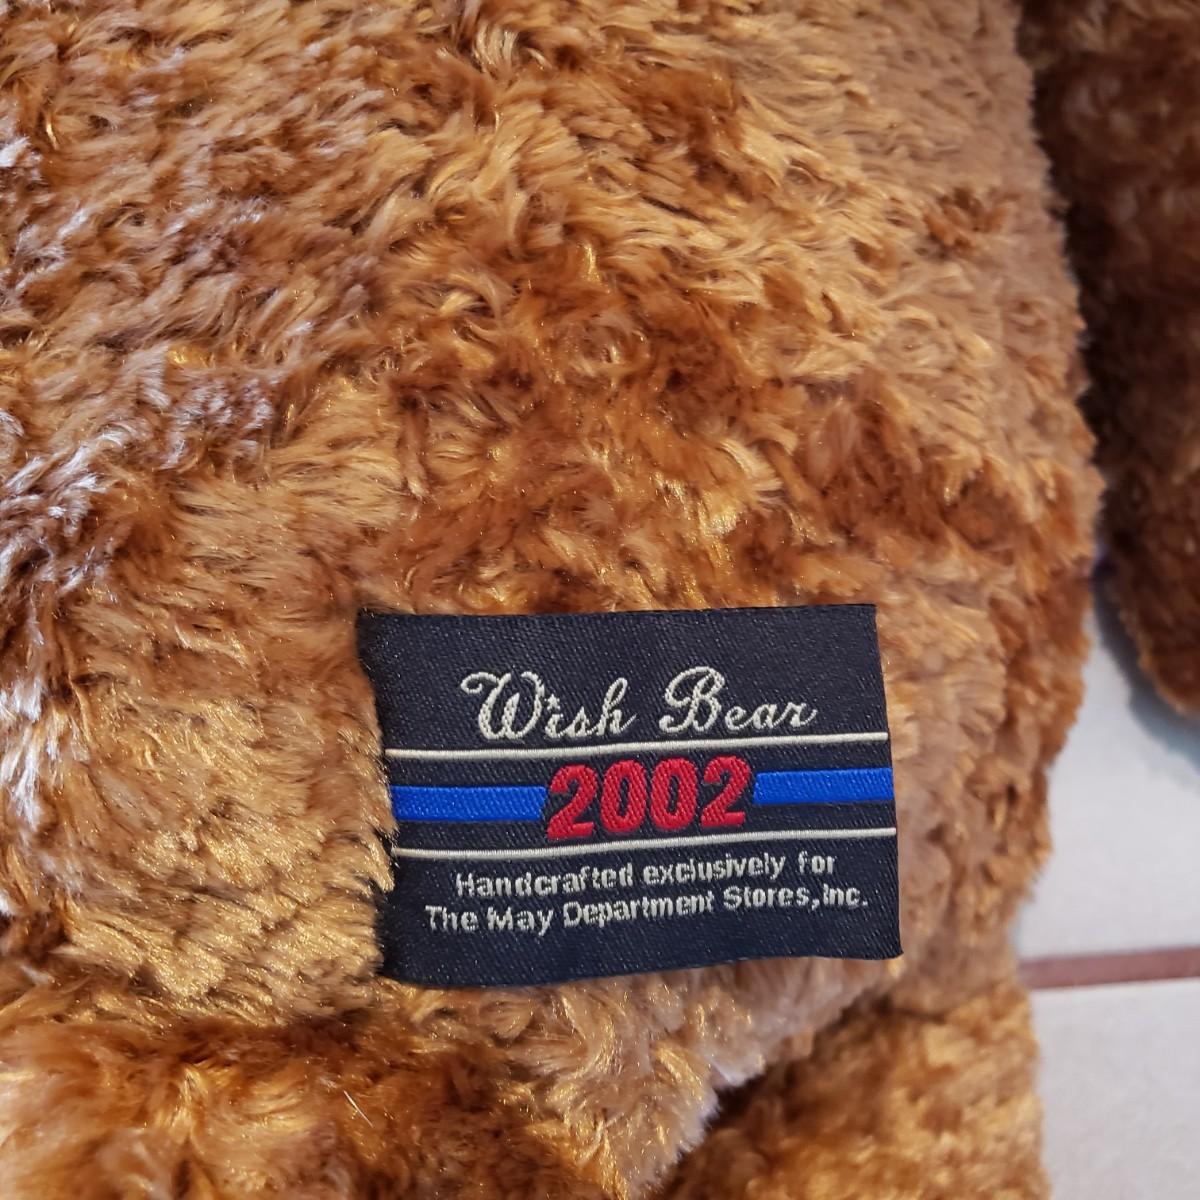 Wish Bear
2002
Handcrafted exclusively for
The May Department Stores, Inc.